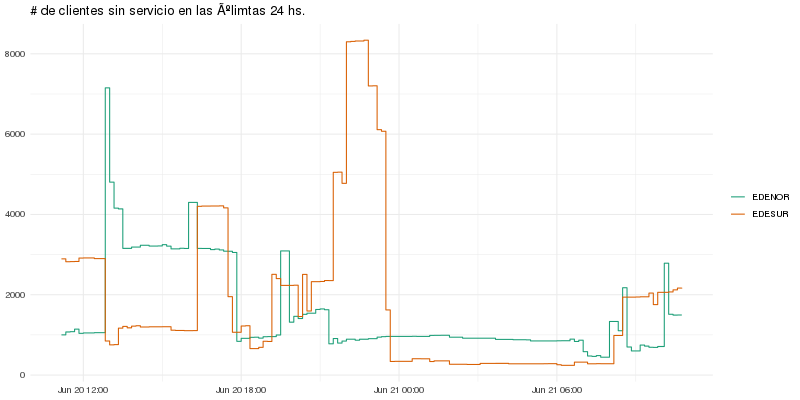 # de clientes sin servicio en las Ãºlimtas 24 hs.
8000
6000
4000
2000
0
Jun 20 12:00 Jun 20 18:00 Jun 21 00:00 Jun 21 06:00
EDENOR
EDESUR